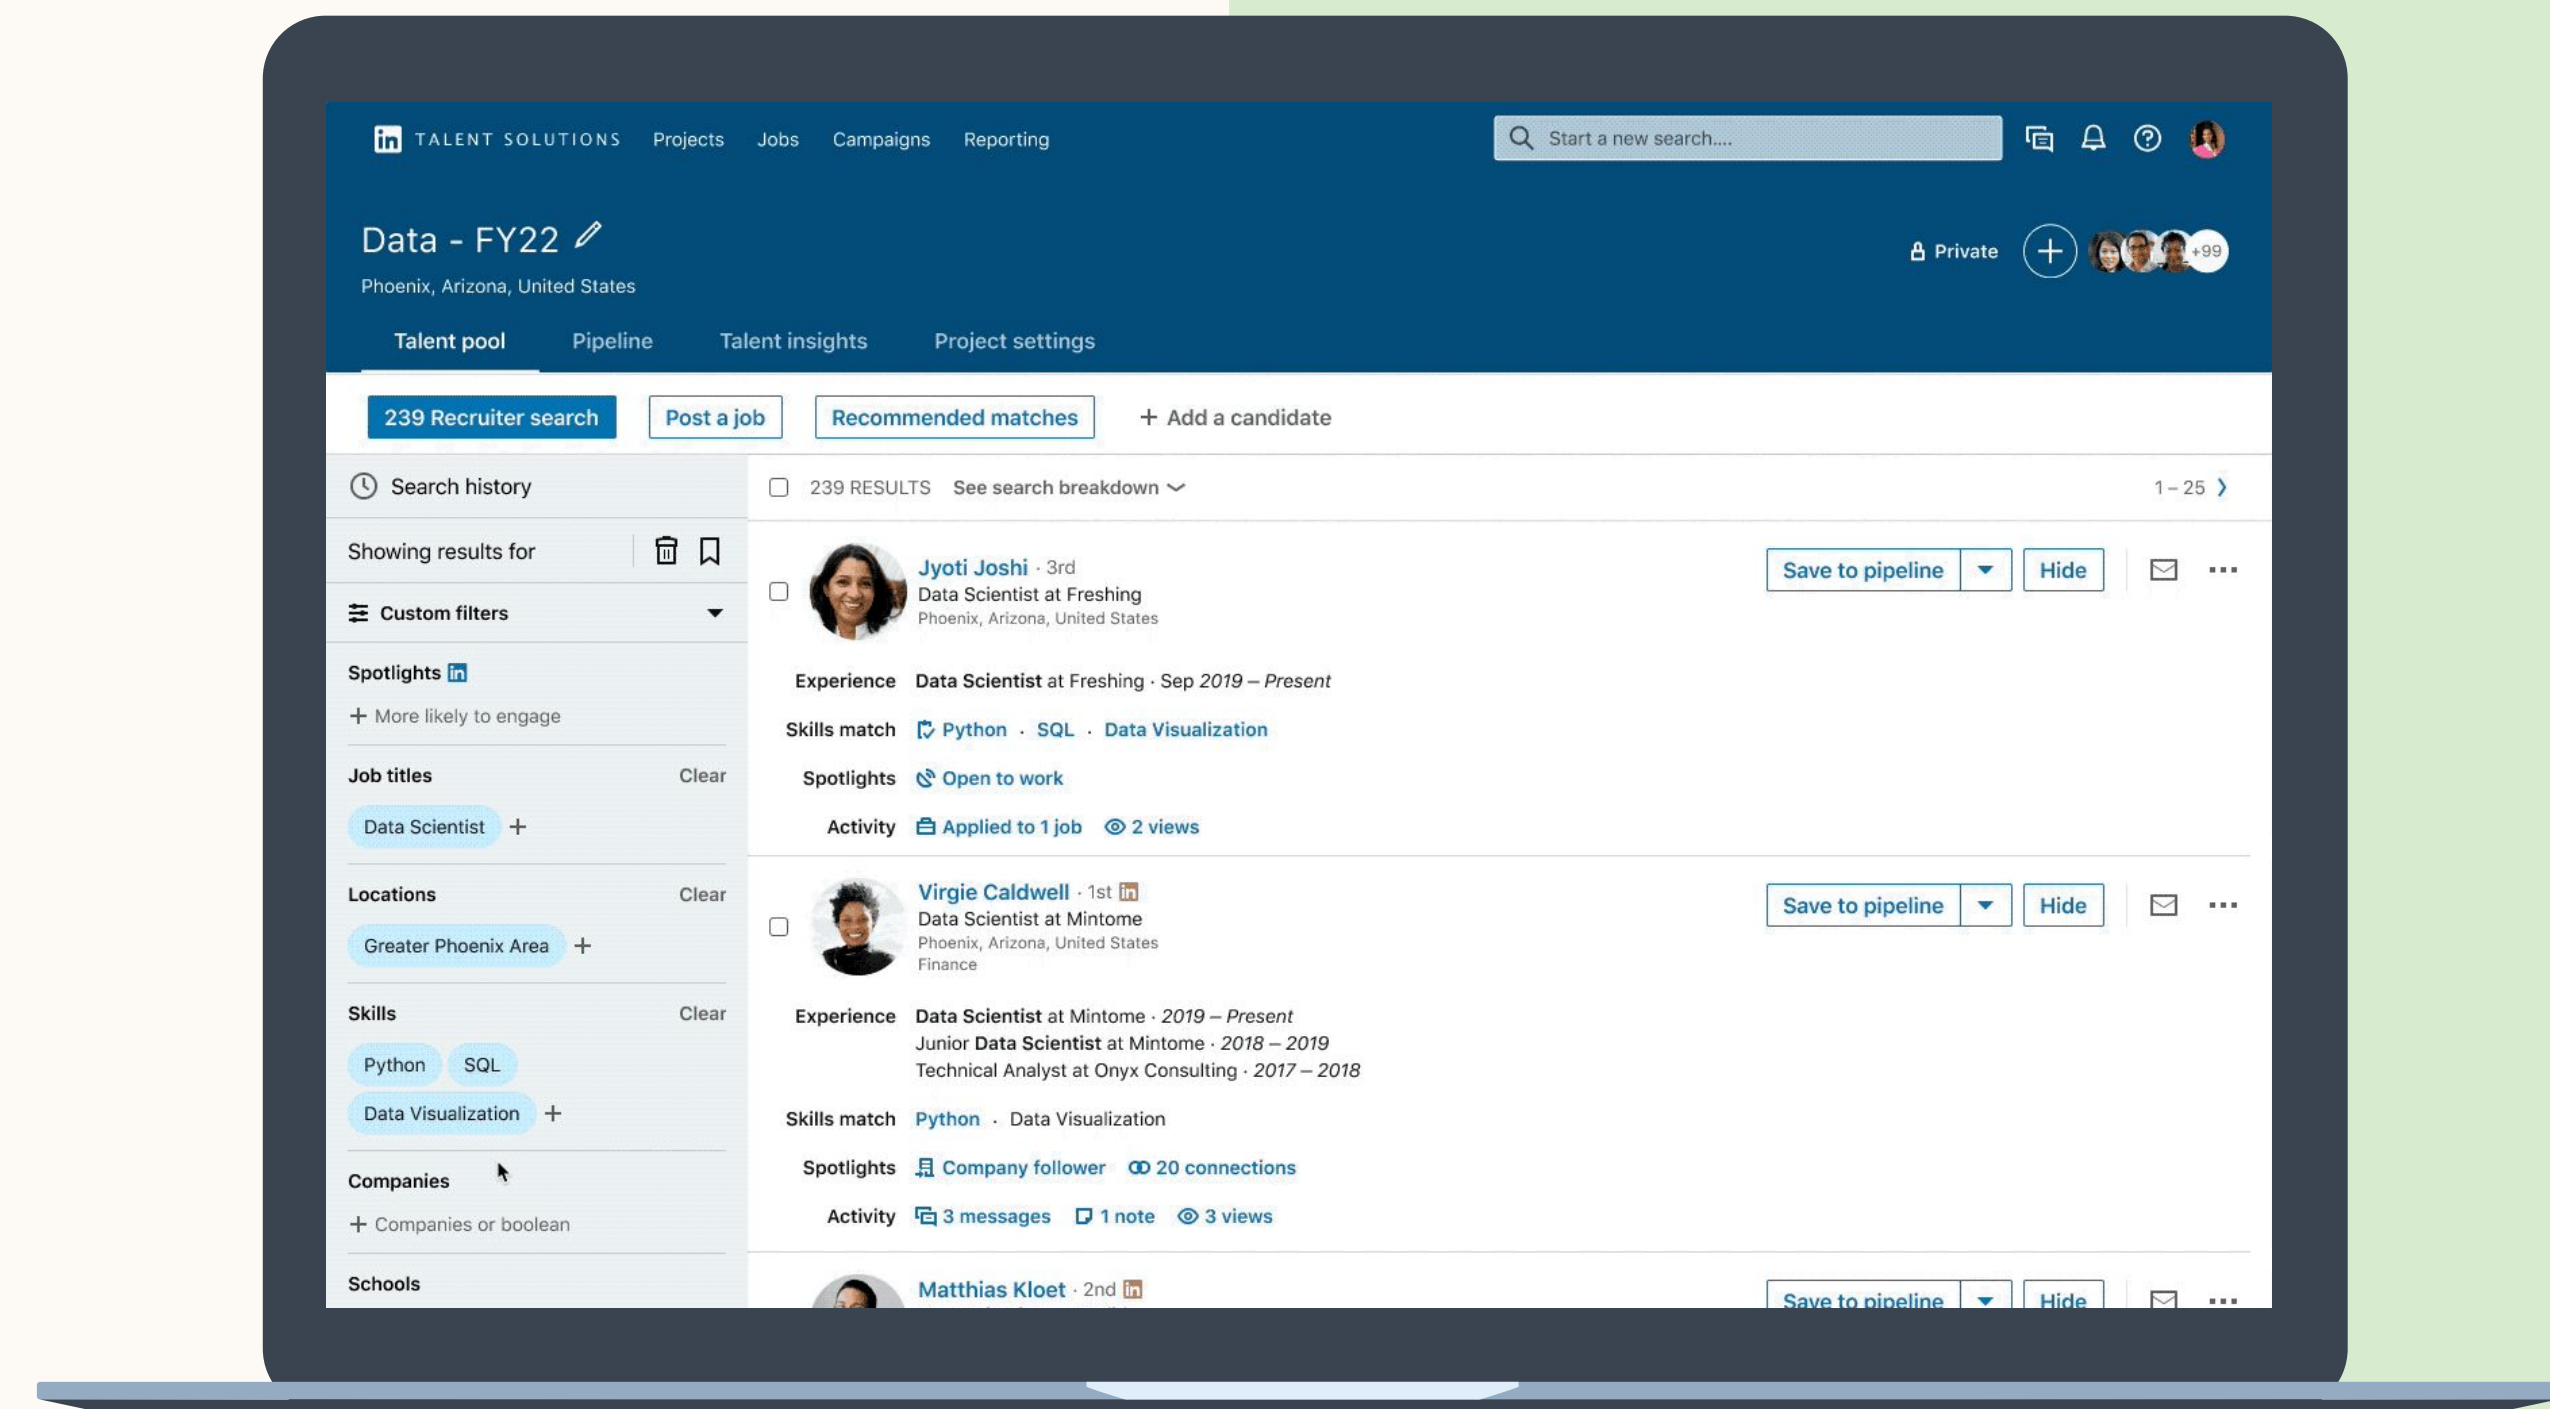 in TALENT SOLUTIONS Projects Jobs Campaigns Reporting Start a new search....
Data - FY22
Private +99
Phoenix, Arizona, United States
Talent pool Pipeline Talent insights Project settings
239 Recruiter search Post a job Recommended matches + Add a candidate
Search history
239 RESULTS See search breakdown 1 – 25
Showing results for
Custom filters
Spotlights in
+ More likely to engage
Job titles Clear
Data Scientist +
Locations Clear
Greater Phoenix Area +
Skills Clear
Python SQL
Data Visualization +
Companies
+ Companies or boolean
Schools
Jyoti Joshi · 3rd
Data Scientist at Freshing
Phoenix, Arizona, United States
Save to pipeline Hide
Experience Data Scientist at Freshing · Sep 2019 – Present
Skills match Python · SQL · Data Visualization
Spotlights Open to work
Activity Applied to 1 job 2 views
Virgie Caldwell · 1st in
Data Scientist at Mintome
Phoenix, Arizona, United States
Finance
Save to pipeline Hide
Experience Data Scientist at Mintome · 2019 – Present
Junior Data Scientist at Mintome · 2018 – 2019
Technical Analyst at Onyx Consulting · 2017 – 2018
Skills match Python · Data Visualization
Spotlights Company follower 20 connections
Activity 3 messages 1 note 3 views
Matthias Kloet · 2nd in
Save to pipeline Hide